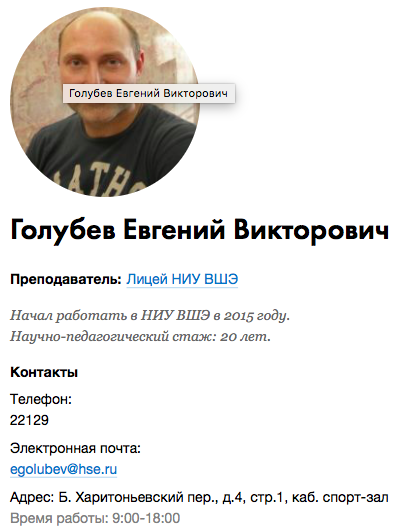 ATHO
Голубев Евгений Викторович
Голубев Евгений Викторович
Преподаватель: Лицей НИУ ВШЭ
Начал работать в НИУ ВШЭ в 2015 году.
Научно-педагогический стаж: 20 лет.
Контакты
Телефон:
22129
Электронная почта:
egolubev@hse.ru
Адрес: Б. Харитоньевский пер., д.4, стр.1, каб. спорт-зал
Время работы: 9:00-18:00